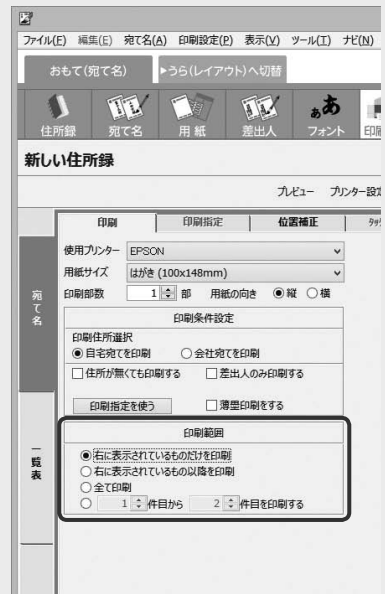 ファイル(F) 編集(E) 宛て名(A) 印刷設定(P) 表示(V) ツール(T) ナビ(N)
おもて(宛て名) ▶うら(レイアウト)へ切替
住所録 宛て名 用 紙 差出人 フォント
新しい住所録
プレビュー プリンター設定
印刷 印刷指定 位置補正
使用プリンター EPSON
用紙サイズ はがき (100x148mm)
印刷部数 1 部 用紙の向き 縦 横
宛て名
印刷条件設定
印刷住所選択
自宅宛てを印刷 会社宛てを印刷
住所が無くても印刷する 差出人のみ印刷する
印刷指定を使う 薄墨印刷をする
印刷範囲
一覧表
右に表示されているものだけを印刷
右に表示されているもの以降を印刷
全て印刷
1 件目から 2 件目を印刷する